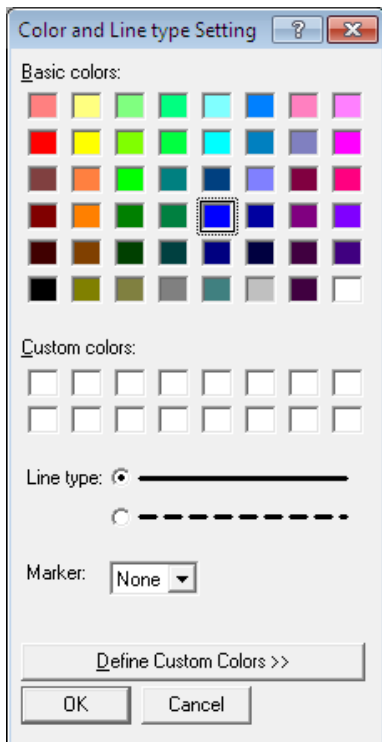 Color and Line type Setting
Basic colors:
Custom colors:
Line type:
Marker: None
Define Custom Colors >>
OK Cancel